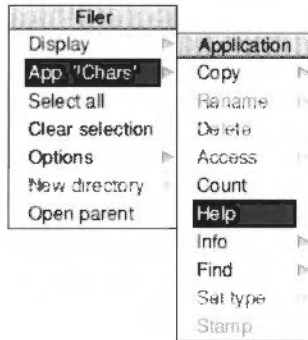 Filer
Display
App. '!Chars'
Select all
Clear selection
Options
New directory
Open parent
Application
Copy
Rename
Delete
Access
Count
Help
Info
Find
Set type
Stamp